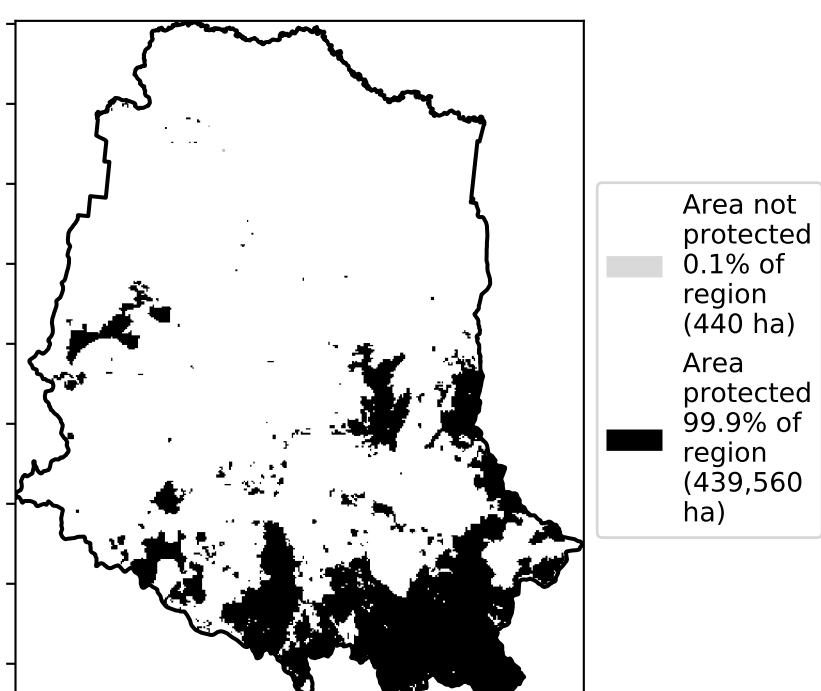 Area not
protected
0.1% of
region
(440 ha)
Area
protected
99.9% of
region
(439,560
ha)